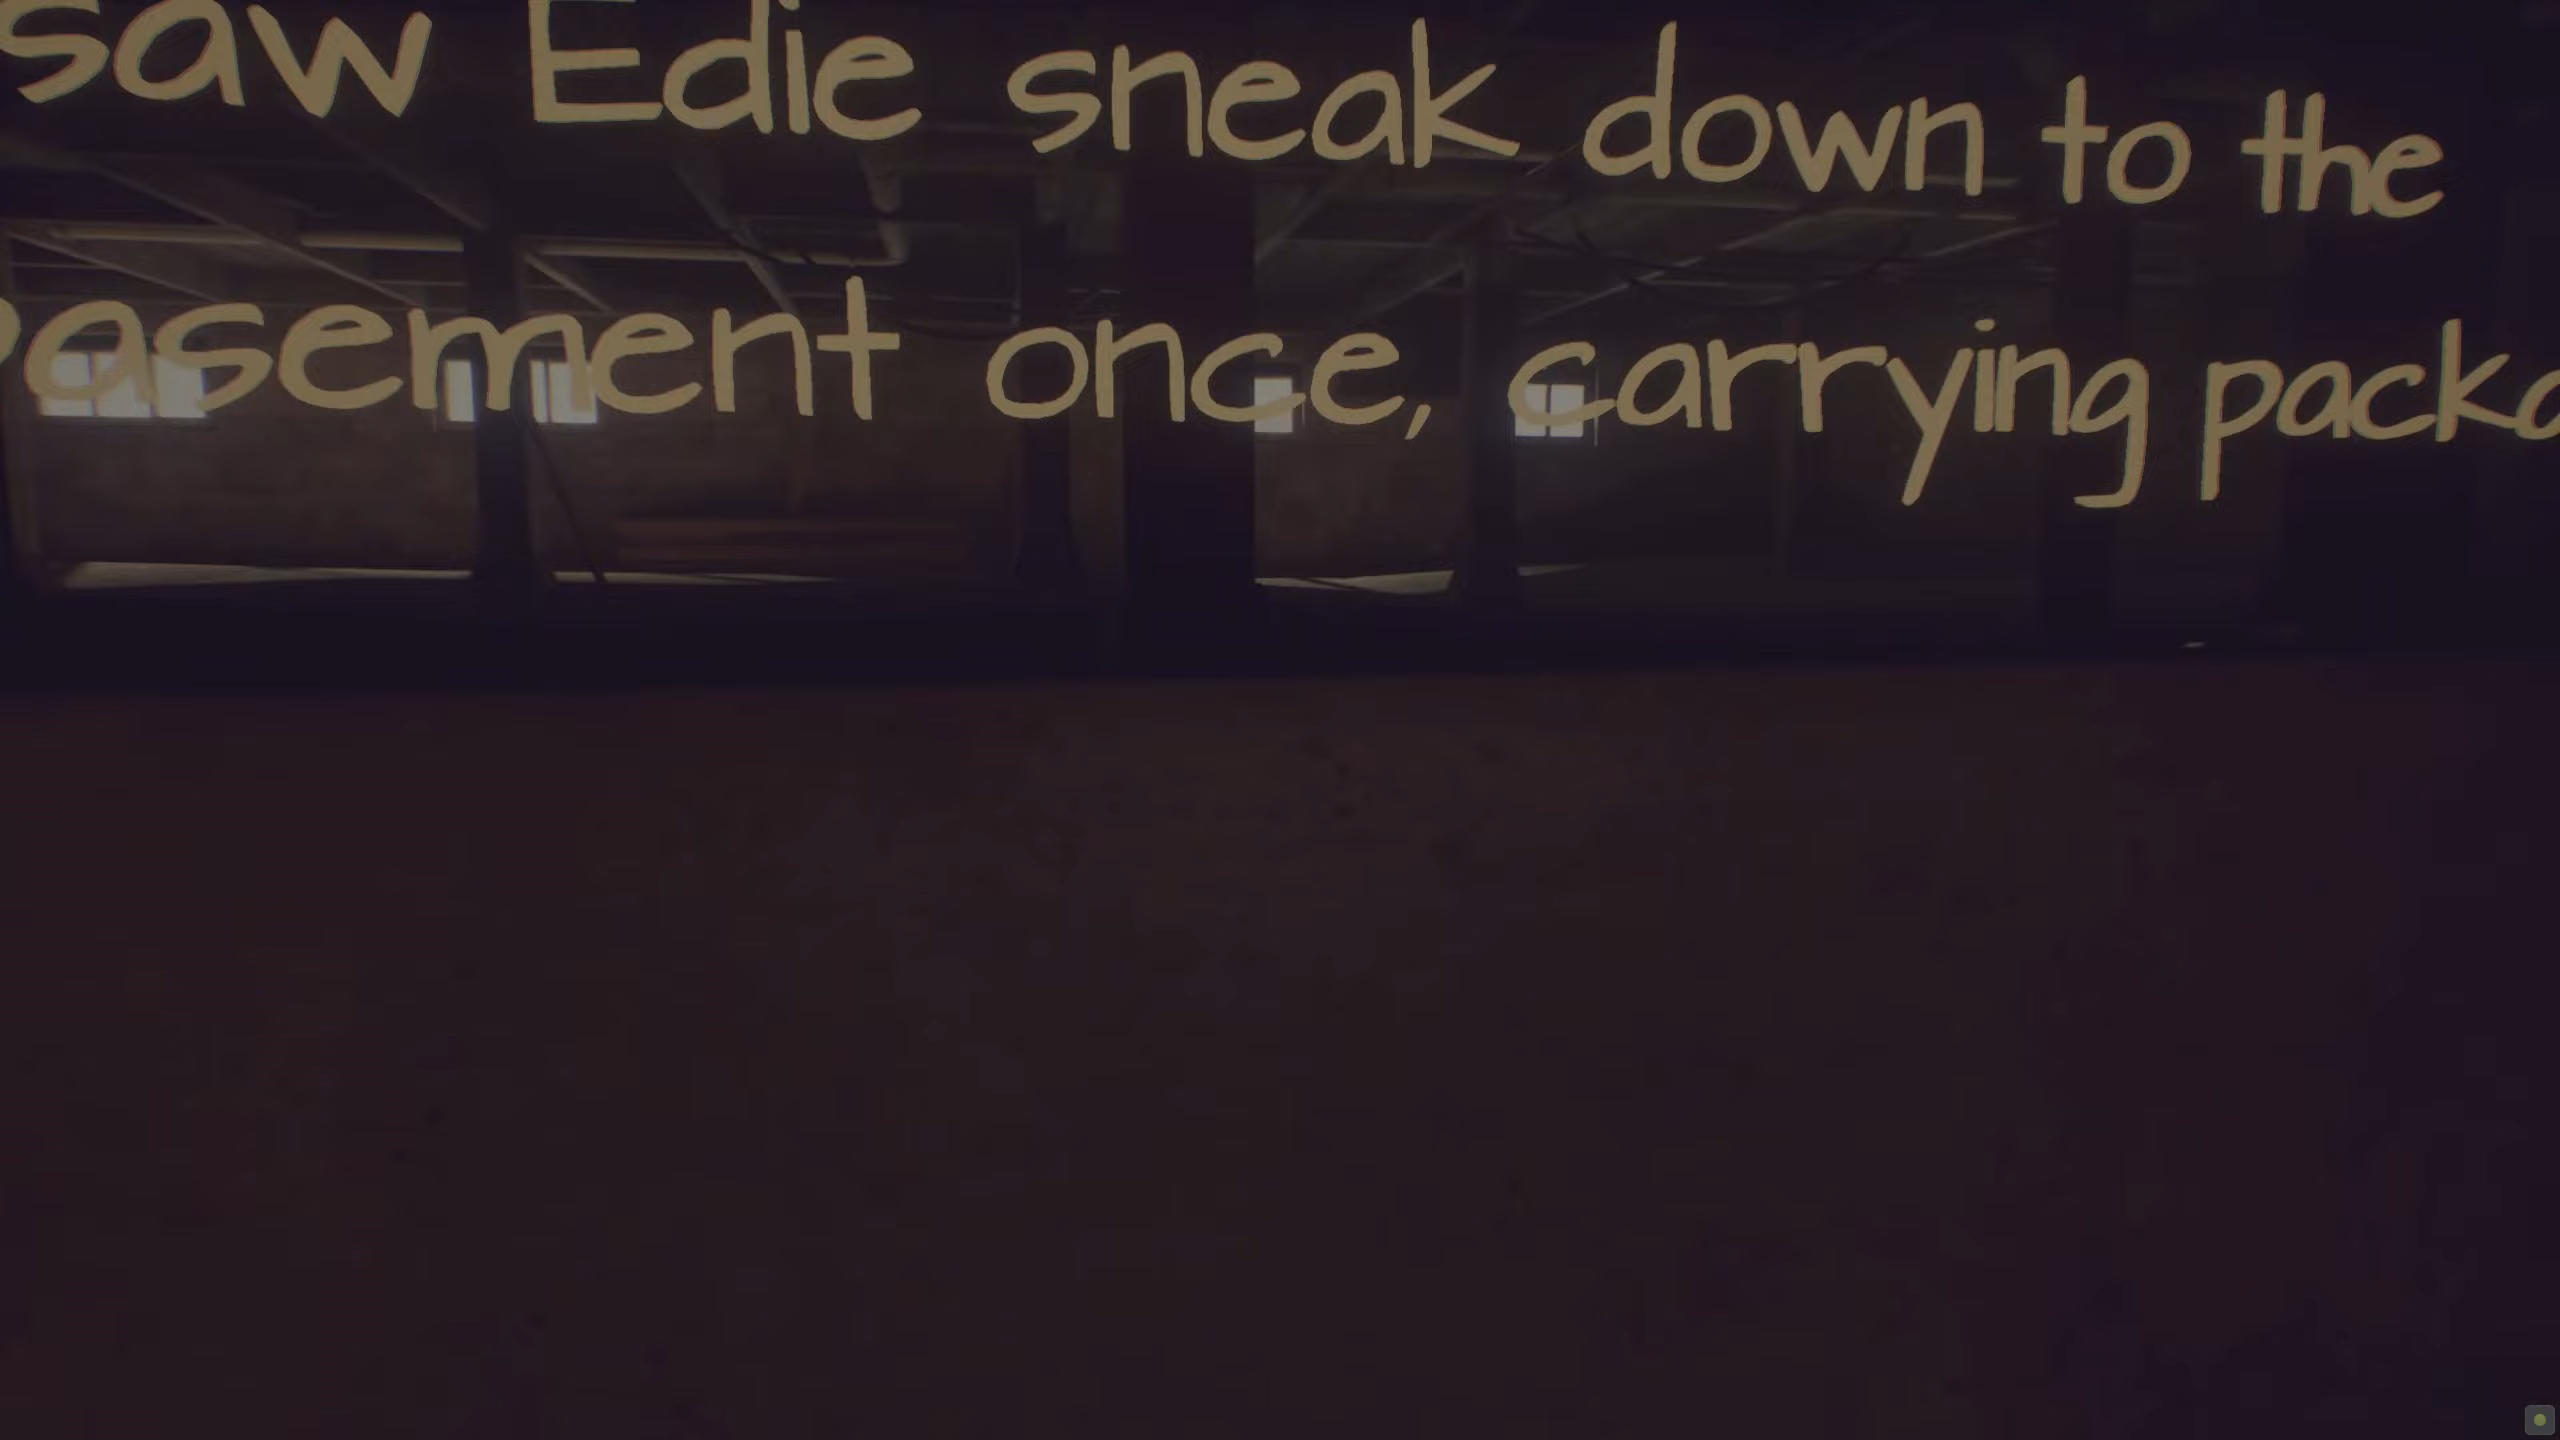 saw Edie sneak down to the
basement once, carrying packa